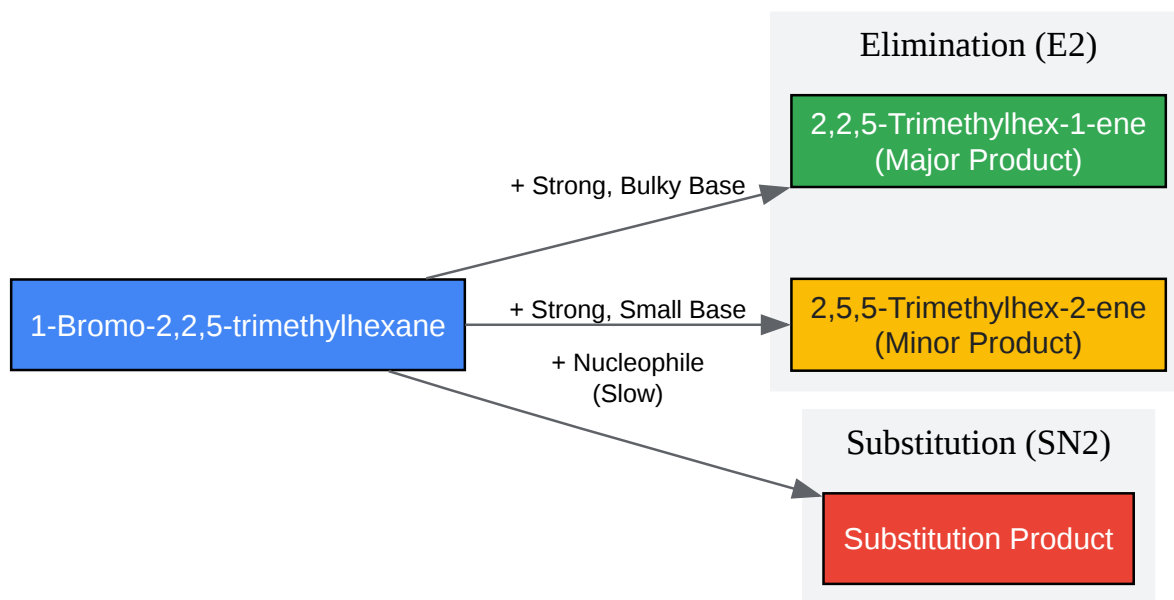 Elimination (E2)
2,2,5-Trimethylhex-1-ene
(Major Product)
+ Strong, Bulky Base
1-Bromo-2,2,5-trimethylhexane
+ Strong, Small Base
2,5,5-Trimethylhex-2-ene
(Minor Product)
+ Nucleophile
(Slow)
Substitution (SN2)
Substitution Product